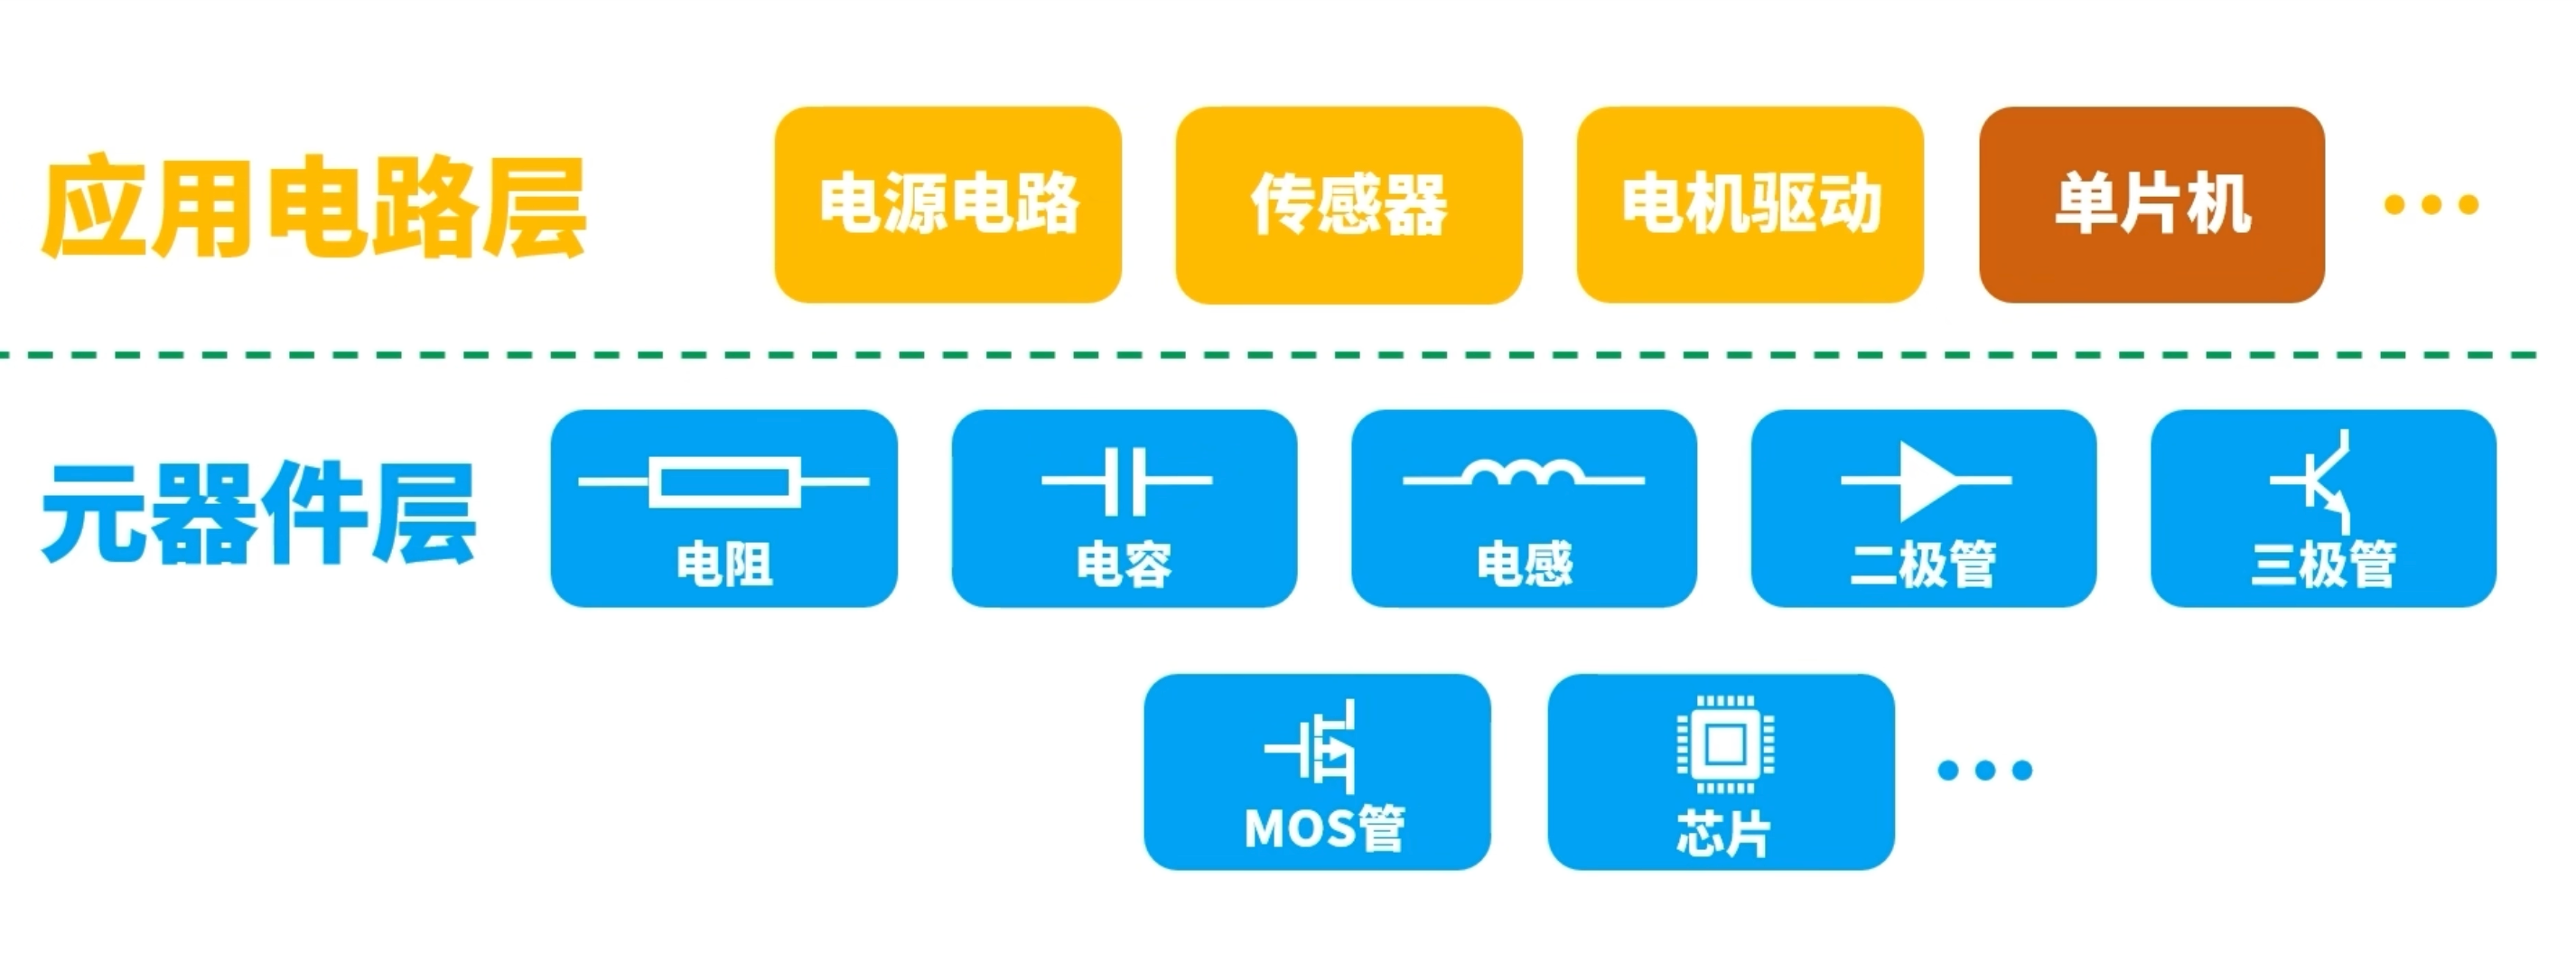 应用电路层
电源电路
传感器
电机驱动
单片机
元器件层
电阻
电容
电感
二极管
三极管
MOS管
芯片